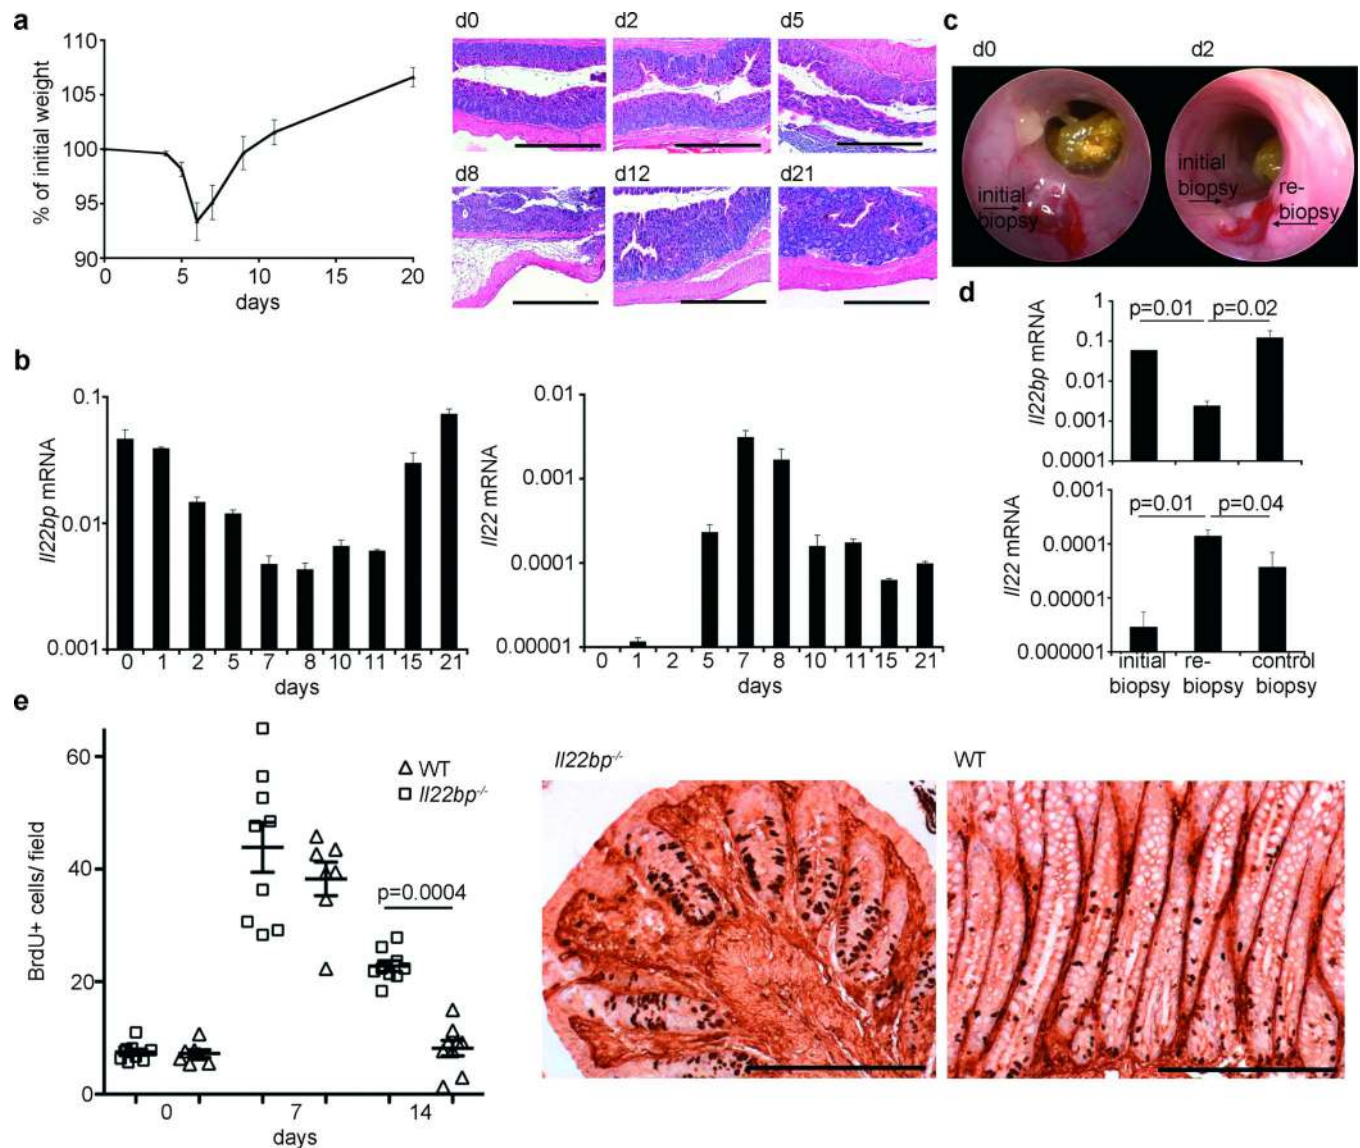 a
110
105
100
95
90
% of initial weight
0
5
10
15
20
days
d0
d2
d5
d8
d12
d21
c
d0
d2
initial
biopsy
initial
biopsy
re-
biopsy
b
0.1
0.01
0.001
Il22bp mRNA
0
1
2
5
7
8
10
11
15
21
days
0.01
0.001
0.0001
0.00001
Il22 mRNA
0
1
2
5
7
8
10
11
15
21
days
d
1
0.1
0.01
0.001
0.0001
Il22bp mRNA
p=0.01
p=0.02
0.001
0.0001
0.00001
0.000001
Il22 mRNA
p=0.01
p=0.04
initial
biopsy
re-
biopsy
control
biopsy
e
60
40
20
0
BrdU+ cells/ field
WT
Il22bp-/-
p=0.0004
0
7
14
days
Il22bp-/-
WT